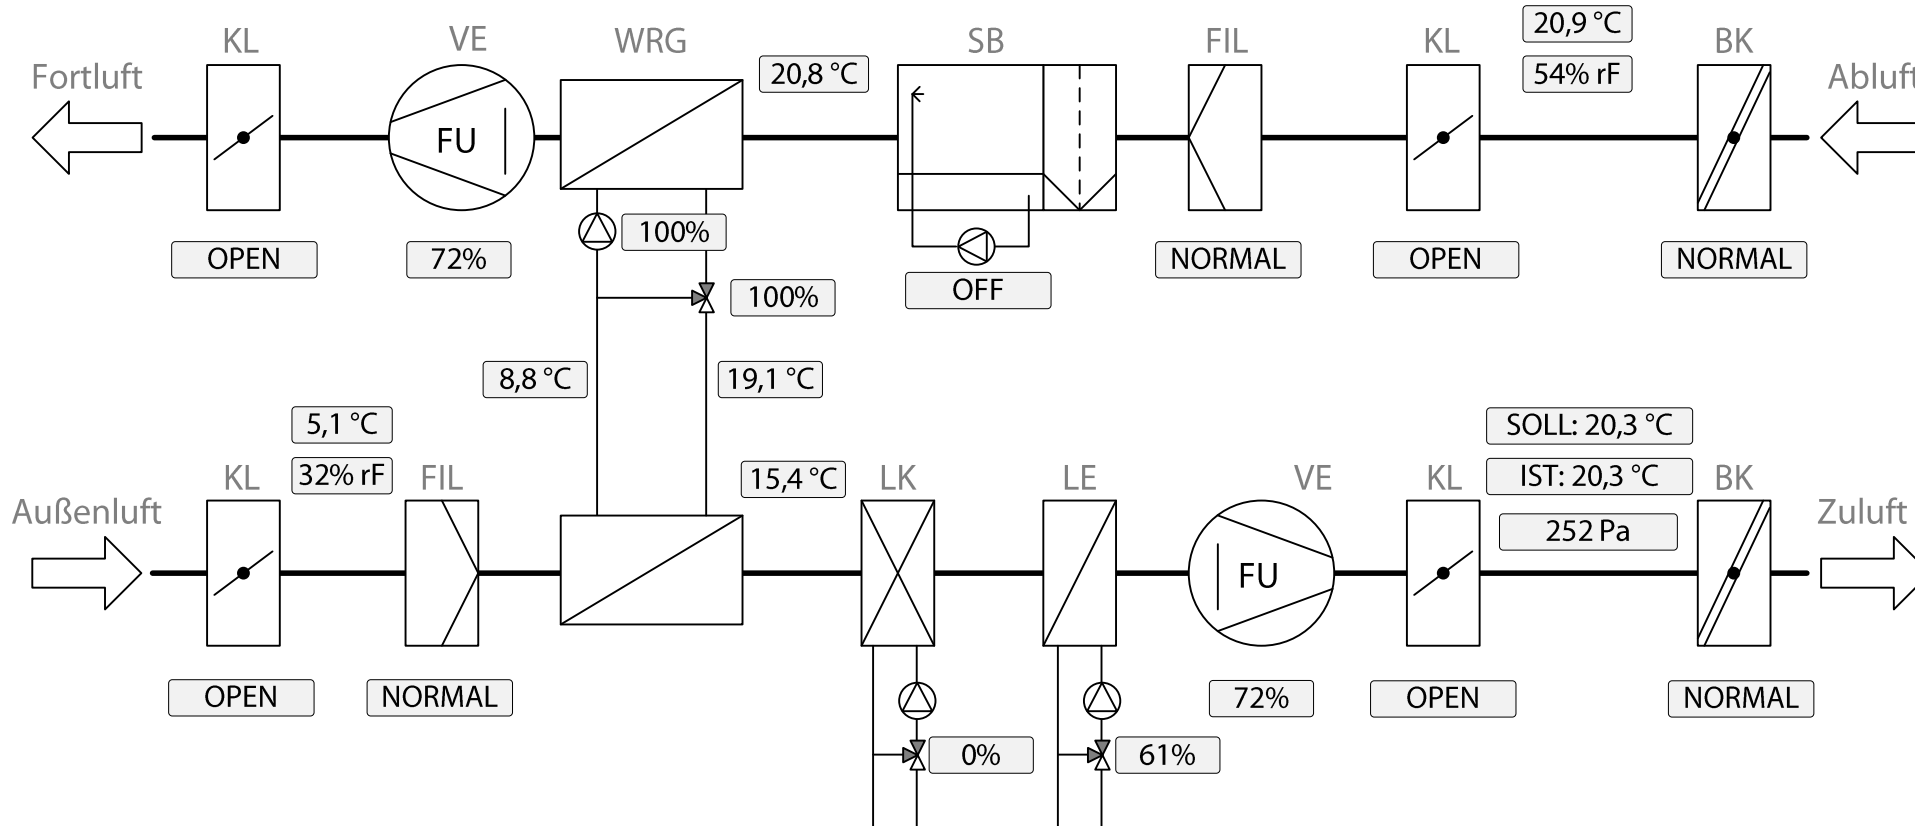 KL
VE
WRG
SB
FIL
KL
20,9 °C
BK
Fortluft
20,8 °C
54% rF
Abluft
FU
OPEN
72%
100%
NORMAL
OPEN
NORMAL
100%
OFF
8,8 °C
19,1 °C
5,1 °C
SOLL: 20,3 °C
KL
32% rF
FIL
15,4 °C
LK
LE
VE
KL
IST: 20,3 °C
BK
Außenluft
252 Pa
Zuluft
FU
OPEN
NORMAL
72%
OPEN
NORMAL
0%
61%